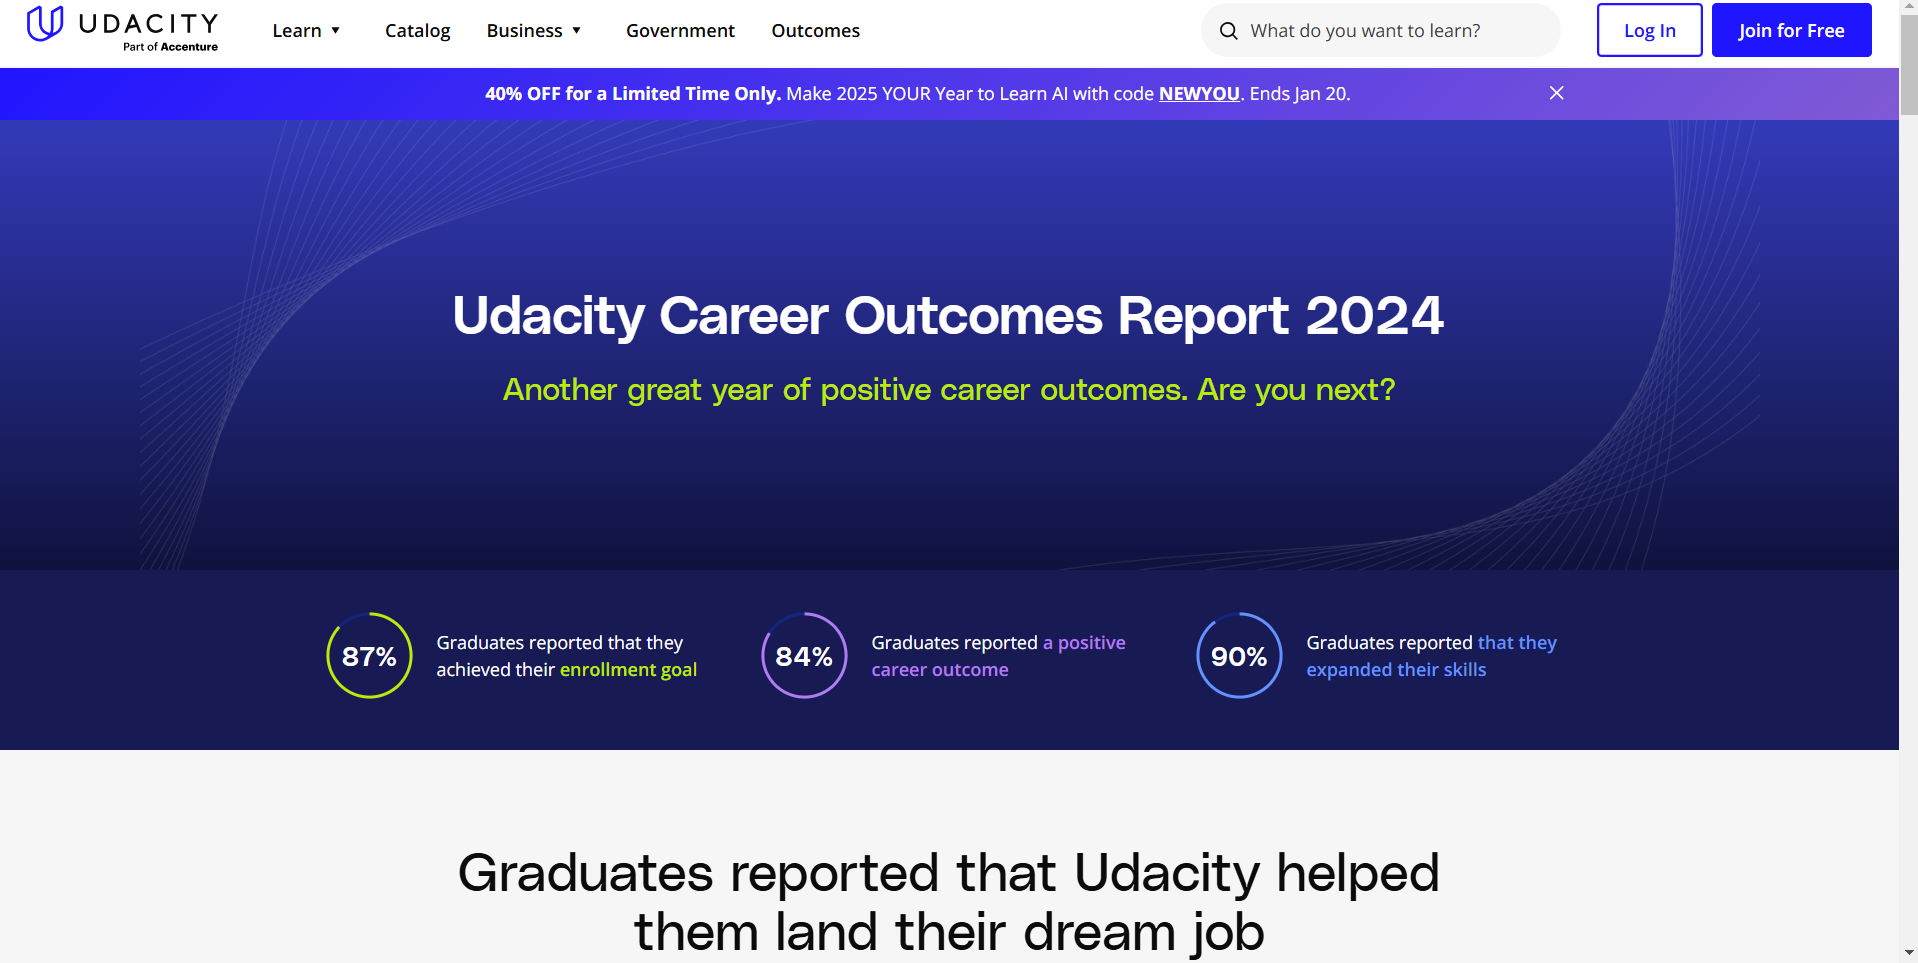 UDACITY
Part of Accenture
Learn ▼
Catalog
Business ▼
Government
Outcomes
What do you want to learn?
Log In
Join for Free
40% OFF for a Limited Time Only. Make 2025 YOUR Year to Learn AI with code NEWYOU. Ends Jan 20.
Udacity Career Outcomes Report 2024
Another great year of positive career outcomes. Are you next?
87%
Graduates reported that they
achieved their enrollment goal
84%
Graduates reported a positive
career outcome
90%
Graduates reported that they
expanded their skills
Graduates reported that Udacity helped
them land their dream job